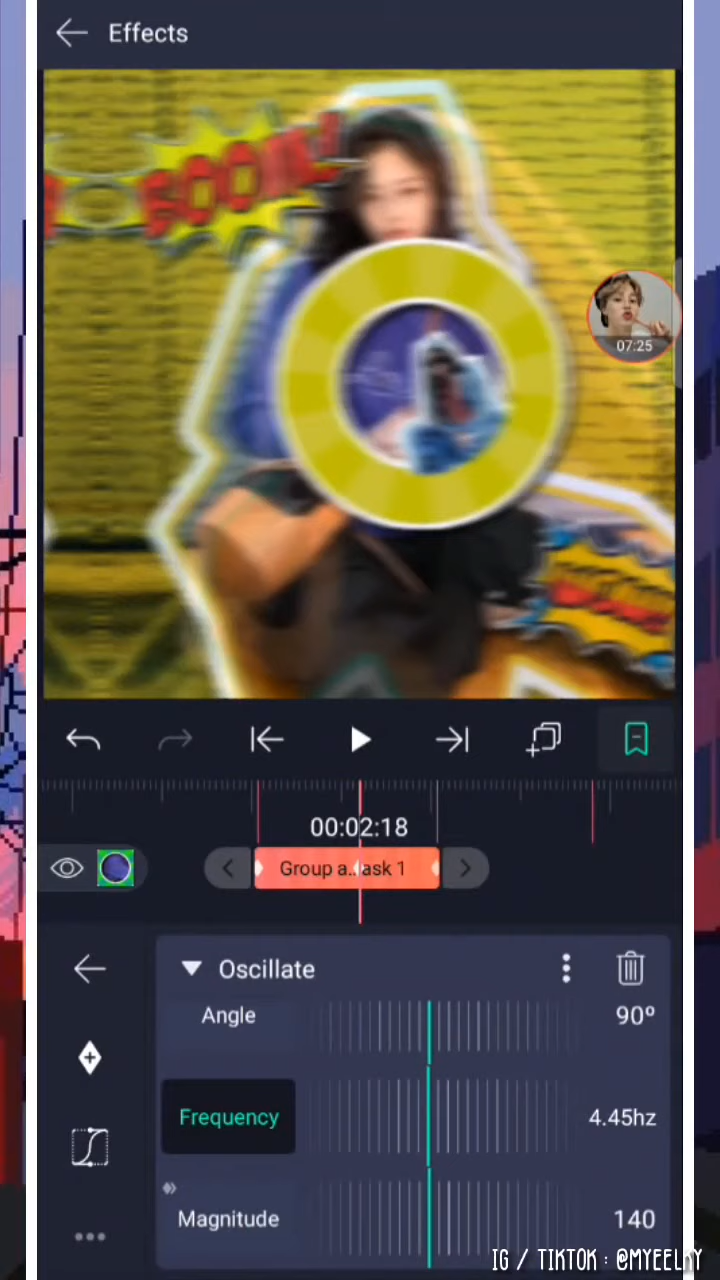 Effects
BOOM!
07:25
00:02:18
Group a...ask 1
Oscillate
Angle
90º
Frequency
4.45hz
Magnitude
140
IG / TIKTOK : @MYEELKY